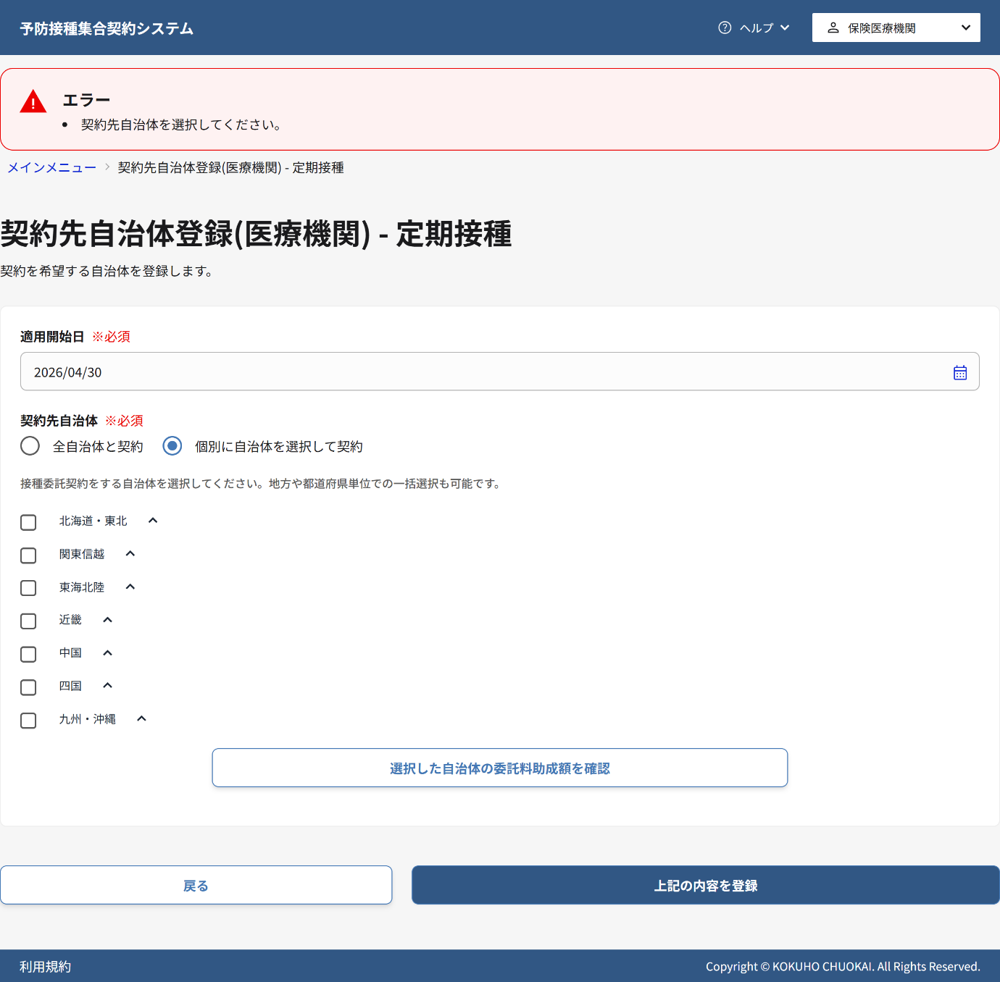 予防接種集合契約システム
ヘルプ
保険医療機関
エラー
• 契約先自治体を選択してください。
メインメニュー > 契約先自治体登録(医療機関) - 定期接種
契約先自治体登録(医療機関) - 定期接種
契約を希望する自治体を登録します。
適用開始日 ※必須
2026/04/30
契約先自治体 ※必須
全自治体と契約 個別に自治体を選択して契約
接種委託契約をする自治体を選択してください。地方や都道府県単位での一括選択も可能です。
北海道・東北
関東信越
東海北陸
近畿
中国
四国
九州・沖縄
選択した自治体の委託料助成額を確認
戻る
上記の内容を登録
利用規約
Copyright © KOKUHO CHUOKAI. All Rights Reserved.